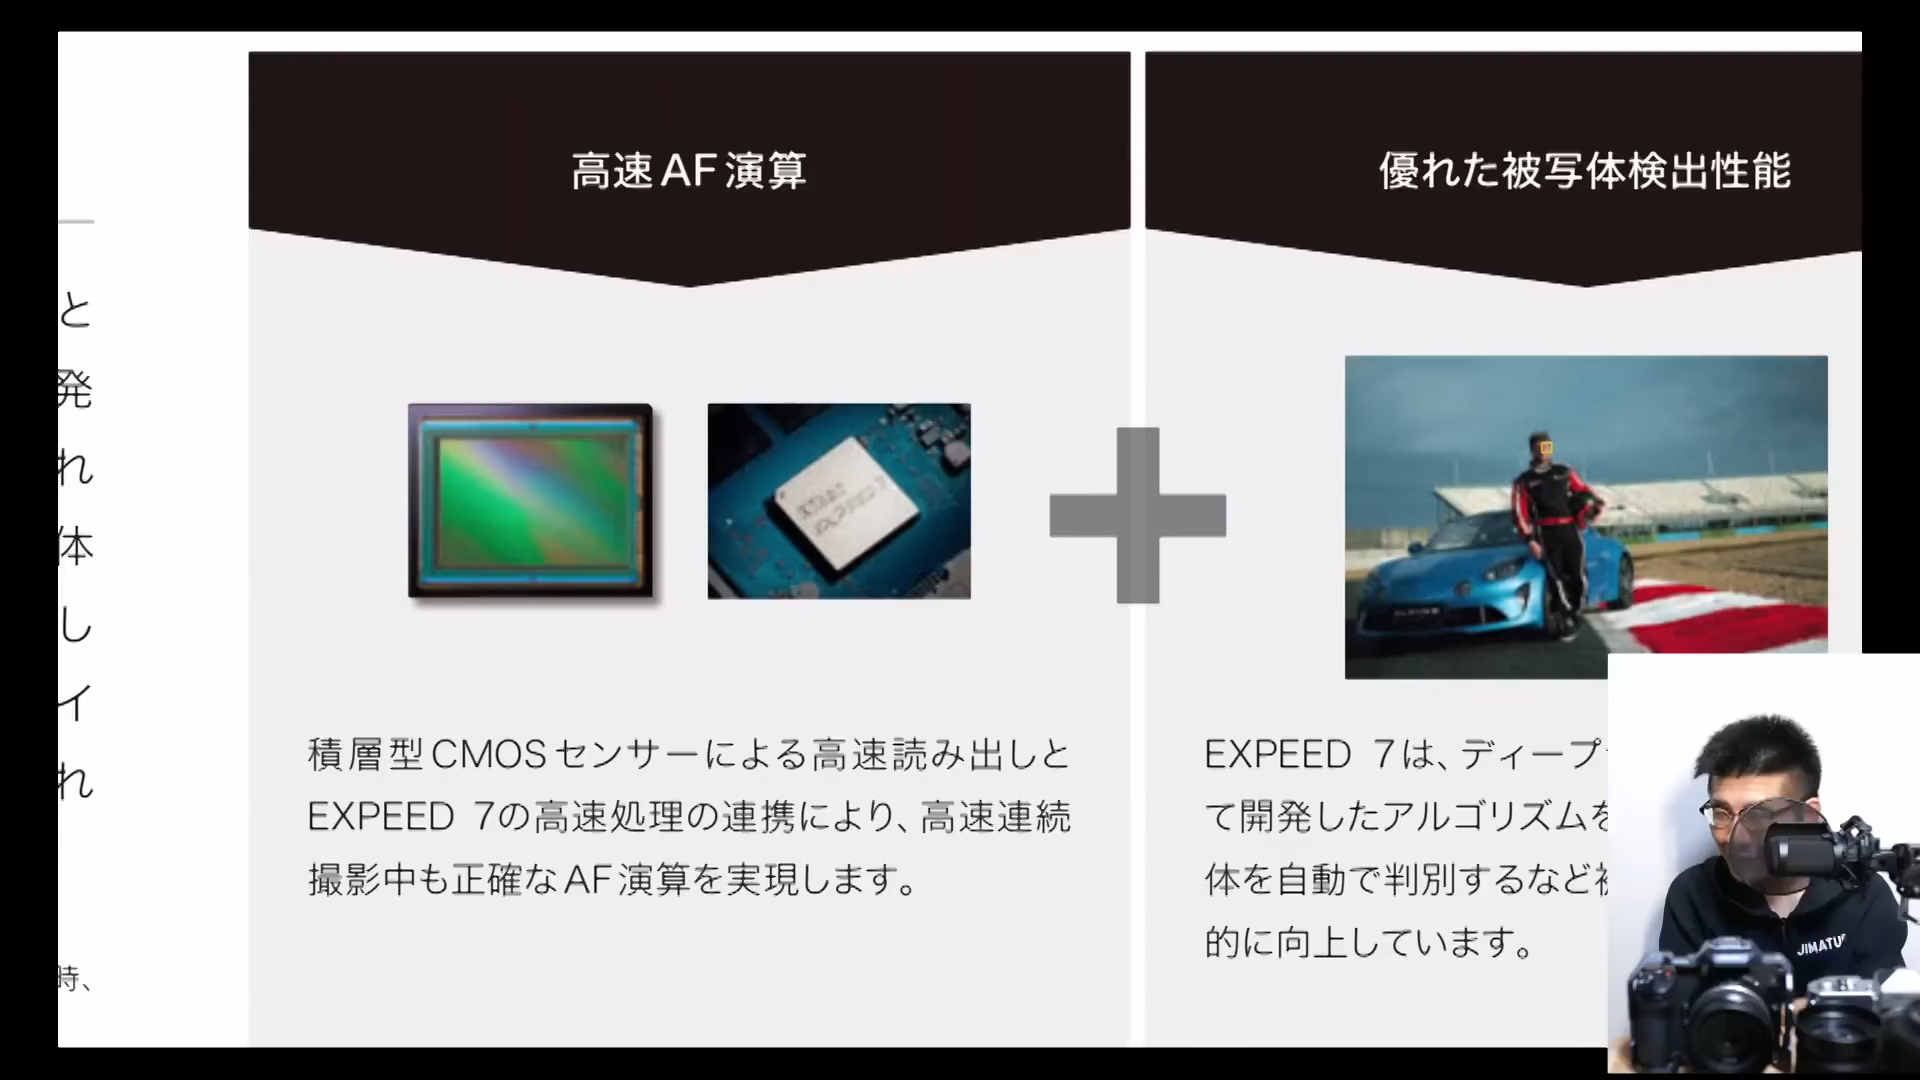 と
発
れ
体
し
イ
れ
時、
高速AF演算
積層型CMOSセンサーによる高速読み出しと
EXPEED 7の高速処理の連携により、高速連続
撮影中も正確なAF演算を実現します。
優れた被写体検出性能
EXPEED 7は、ディープ
て開発したアルゴリズムを
体を自動で判別するなど被
的に向上しています。
JIMATU